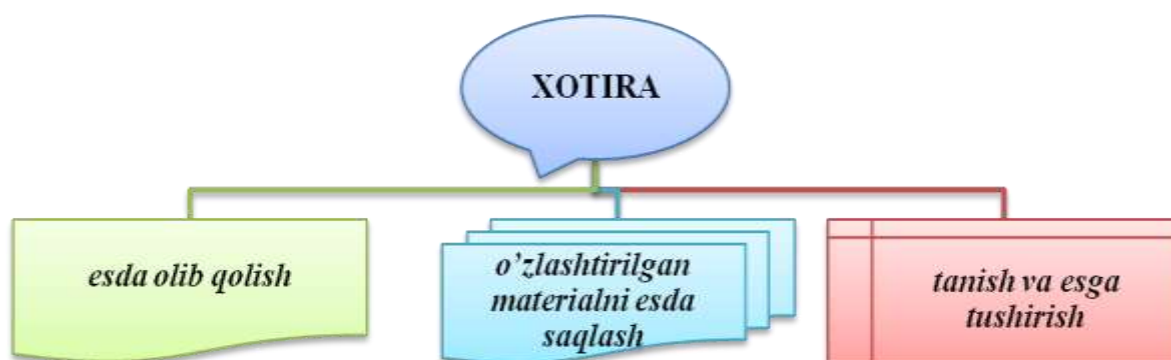 XOTIRA
esda olib qolish
o’zlashtirilgan
materialni esda
saqlash
tanish va esga
tushirish